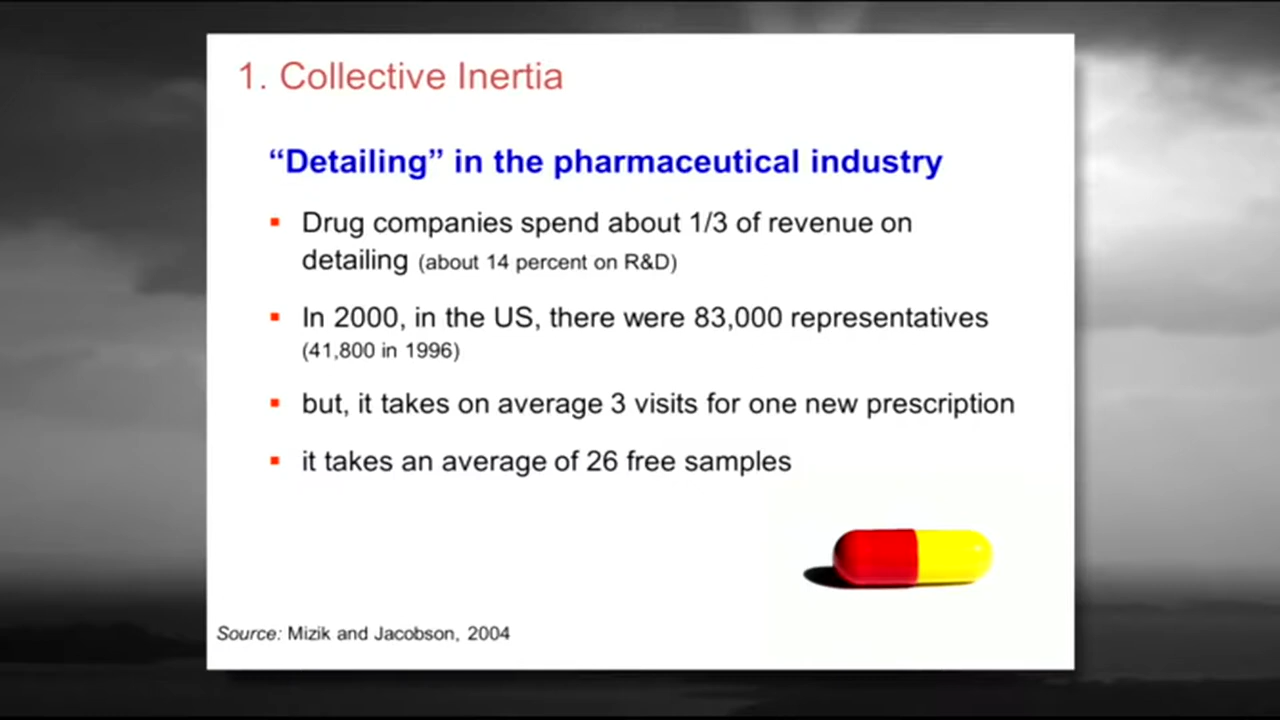 1. Collective Inertia
“Detailing” in the pharmaceutical industry
▪ Drug companies spend about 1/3 of revenue on
detailing (about 14 percent on R&D)
▪ In 2000, in the US, there were 83,000 representatives
(41,800 in 1996)
▪ but, it takes on average 3 visits for one new prescription
▪ it takes an average of 26 free samples
Source: Mizik and Jacobson, 2004